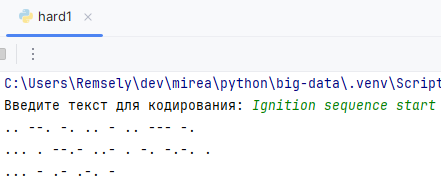 hard1
C:\Users\Remsely\dev\mirea\python\big-data\.venv\Script
Введите текст для кодирования: Ignition sequence start
.. --. -. .. - .. --- -.
... . --.- ..- . -. -.-. .
... - .- .-. -